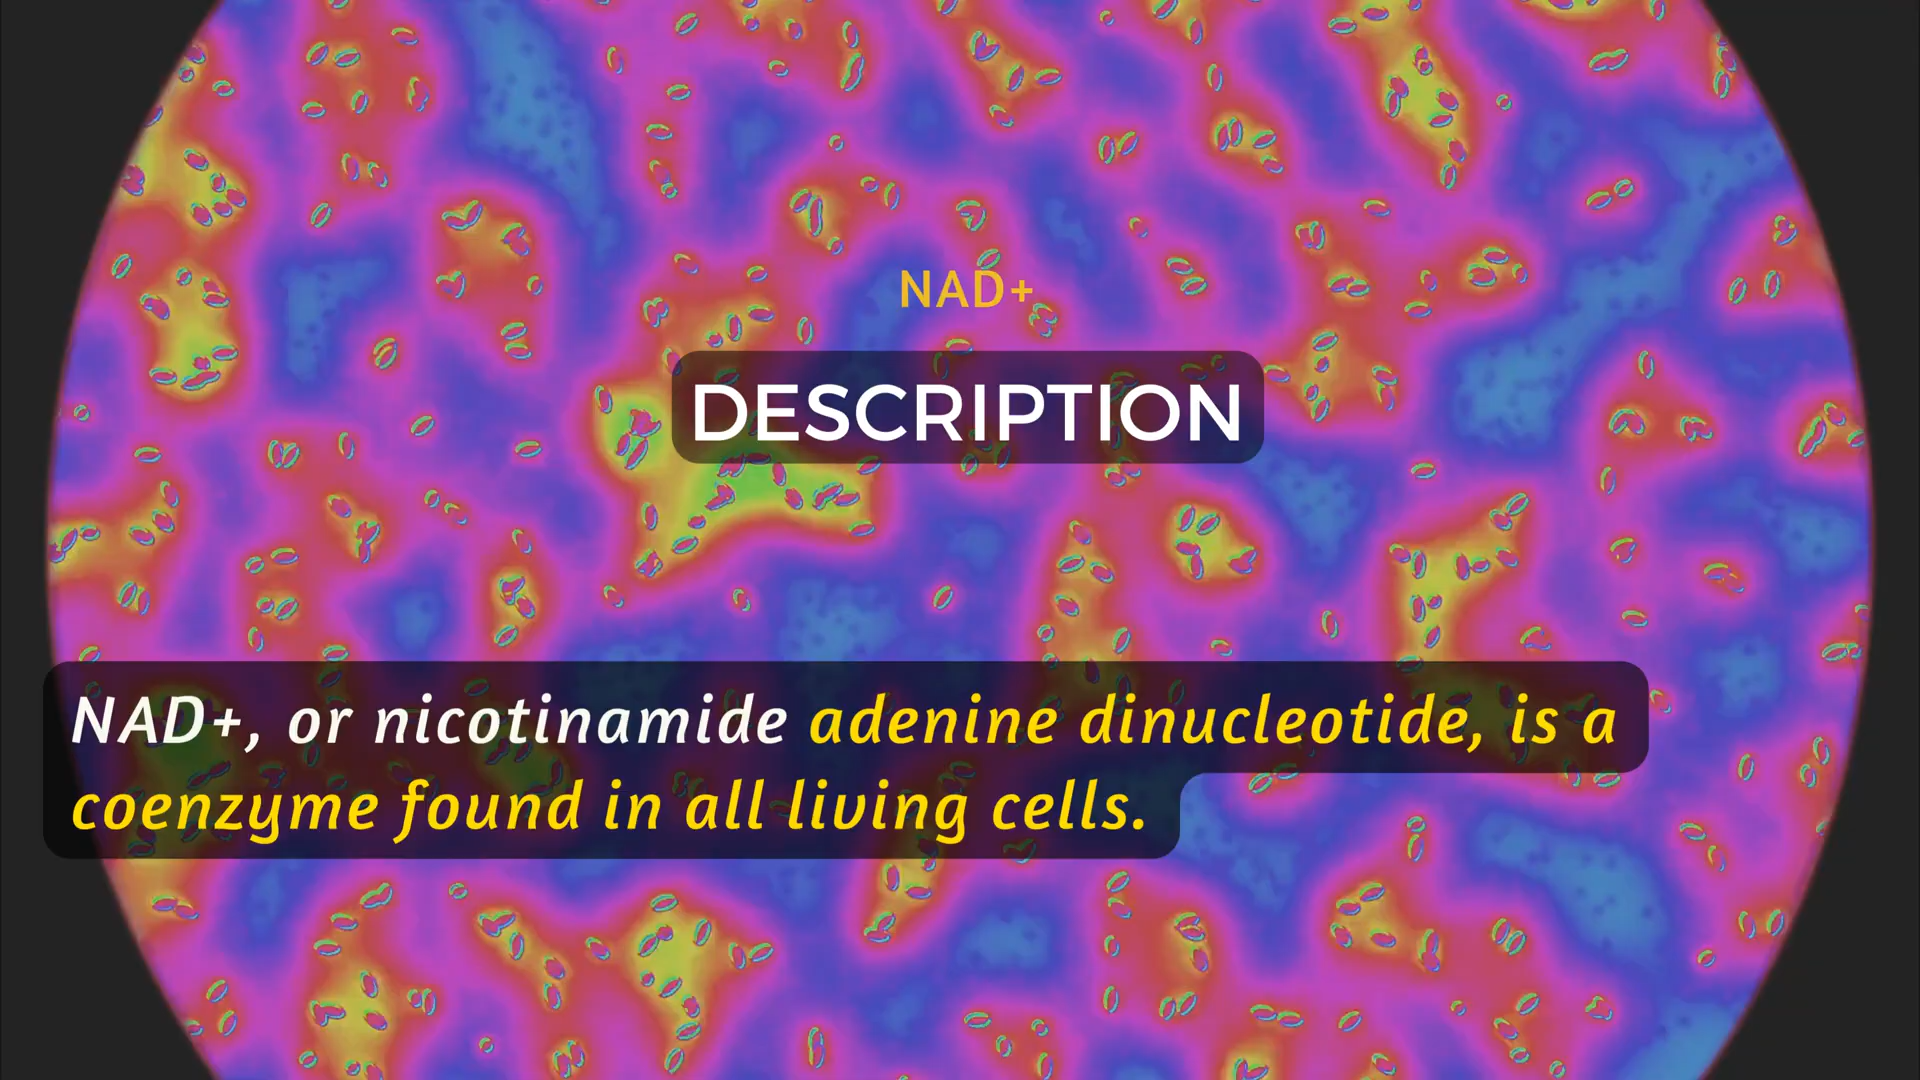 NAD+
DESCRIPTION
NAD+, or nicotinamide adenine dinucleotide, is a
coenzyme found in all living cells.